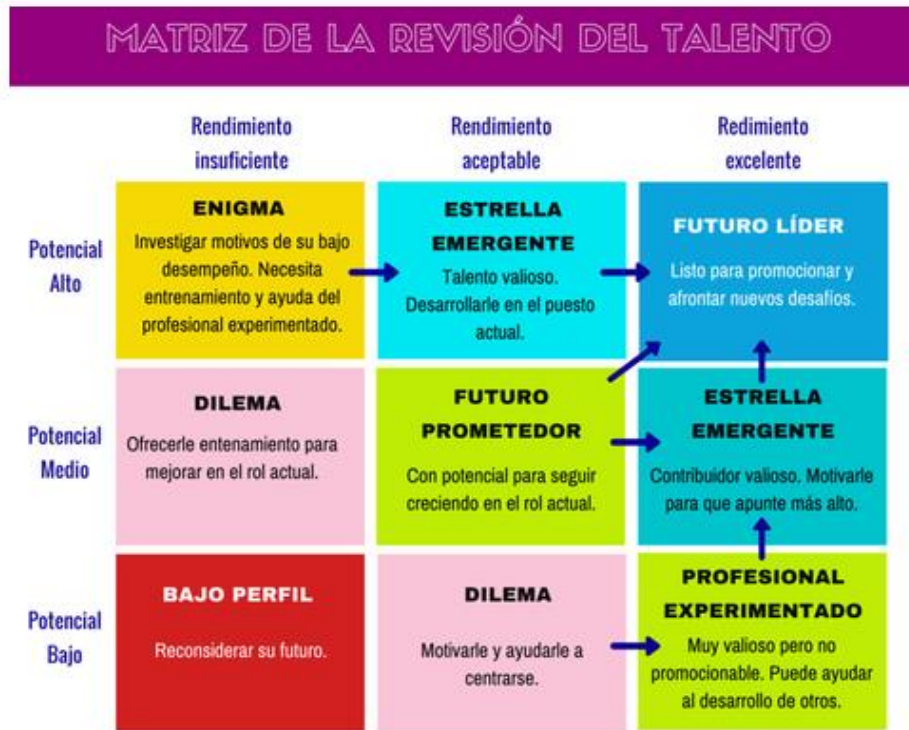 MATRIZ DE LA REVISIÓN DEL TALENTO
Rendimiento
insuficiente
Rendimiento
aceptable
Redimiento
excelente
Potencial
Alto
ENIGMA
Investigar motivos de su bajo
desempeño. Necesita
entrenamiento y ayuda del
profesional experimentado.
ESTRELLA
EMERGENTE
Talento valioso.
Desarrollarle en el puesto
actual.
FUTURO LÍDER
Listo para promocionar y
afrontar nuevos desafíos.
Potencial
Medio
DILEMA
Ofrecerle entenamiento para
mejorar en el rol actual.
FUTURO
PROMETEDOR
Con potencial para seguir
creciendo en el rol actual.
ESTRELLA
EMERGENTE
Contribuidor valioso. Motivarle
para que apunte más alto.
Potencial
Bajo
BAJO PERFIL
Reconsiderar su futuro.
DILEMA
Motivarle y ayudarle a
centrarse.
PROFESIONAL
EXPERIMENTADO
Muy valioso pero no
promocionable. Puede ayudar
al desarrollo de otros.